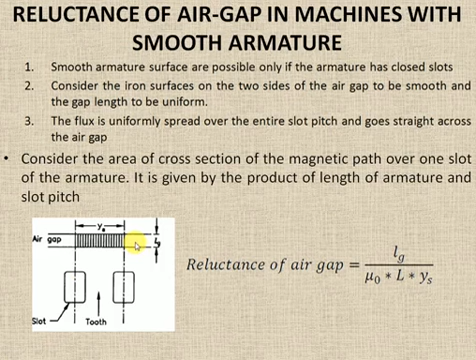 RELUCTANCE OF AIR-GAP IN MACHINES WITH
SMOOTH ARMATURE
1. Smooth armature surface are possible only if the armature has closed slots
2. Consider the iron surfaces on the two sides of the air gap to be smooth and
the gap length to be uniform.
3. The flux is uniformly spread over the entire slot pitch and goes straight across
the air gap
• Consider the area of cross section of the magnetic path over one slot
of the armature. It is given by the product of length of armature and
slot pitch
Air gap
Slot
Tooth
Reluctance of air gap = l_g / (μ₀ * L * y_s)